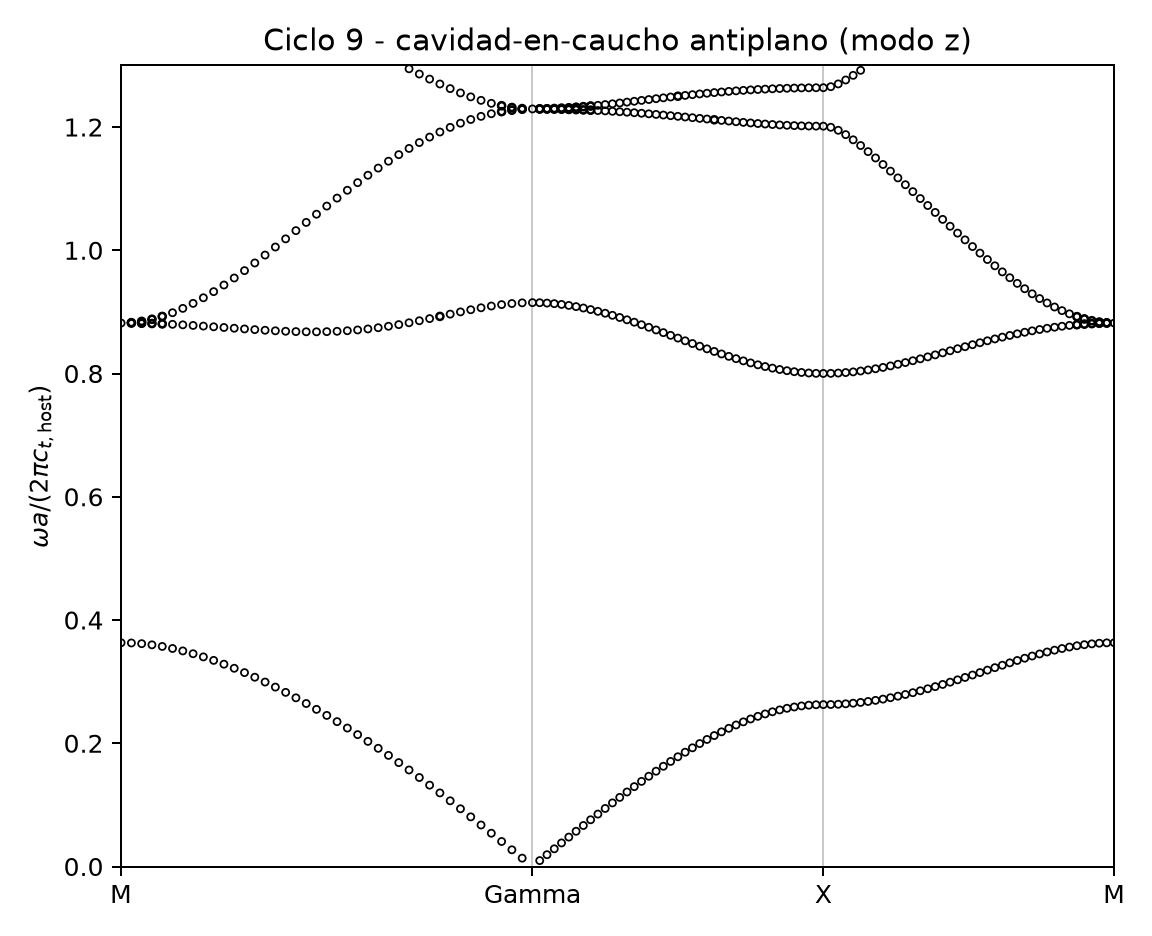 Ciclo 9 - cavidad-en-caucho antiplano (modo z)
1.2
1.0
0.8
0.6
0.4
0.2
0.0
ωa/(2πc_{t,host})
M Gamma X M